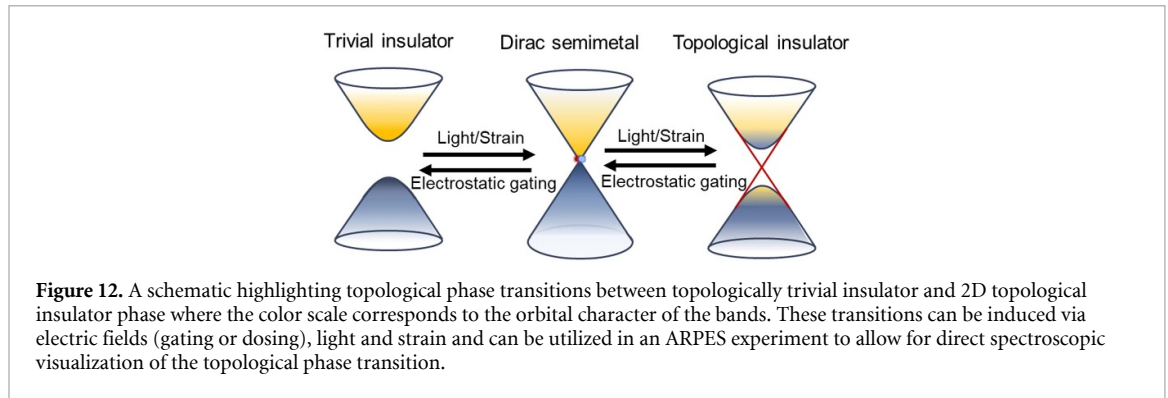 Trivial insulator Dirac semimetal Topological insulator
Light/Strain Light/Strain
Electrostatic gating Electrostatic gating
Figure 12. A schematic highlighting topological phase transitions between topologically trivial insulator and 2D topological
insulator phase where the color scale corresponds to the orbital character of the bands. These transitions can be induced via
electric fields (gating or dosing), light and strain and can be utilized in an ARPES experiment to allow for direct spectroscopic
visualization of the topological phase transition.